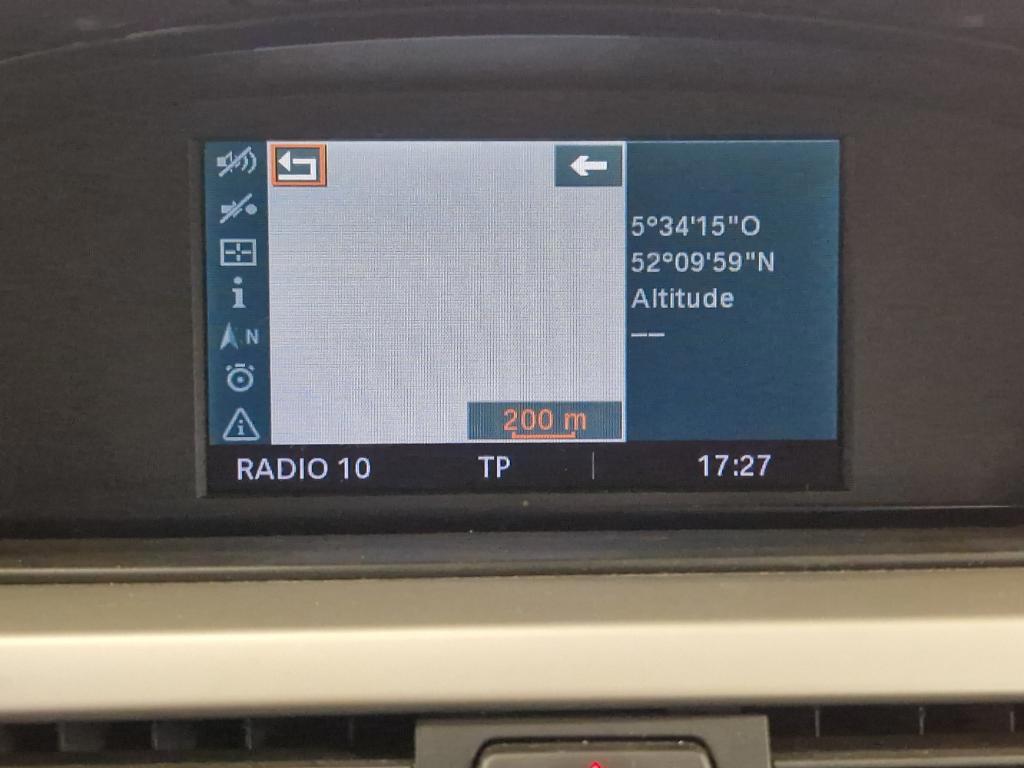 5°34'15"O
52°09'59"N
Altitude
--
N
200 m
RADIO 10 TP 17:27